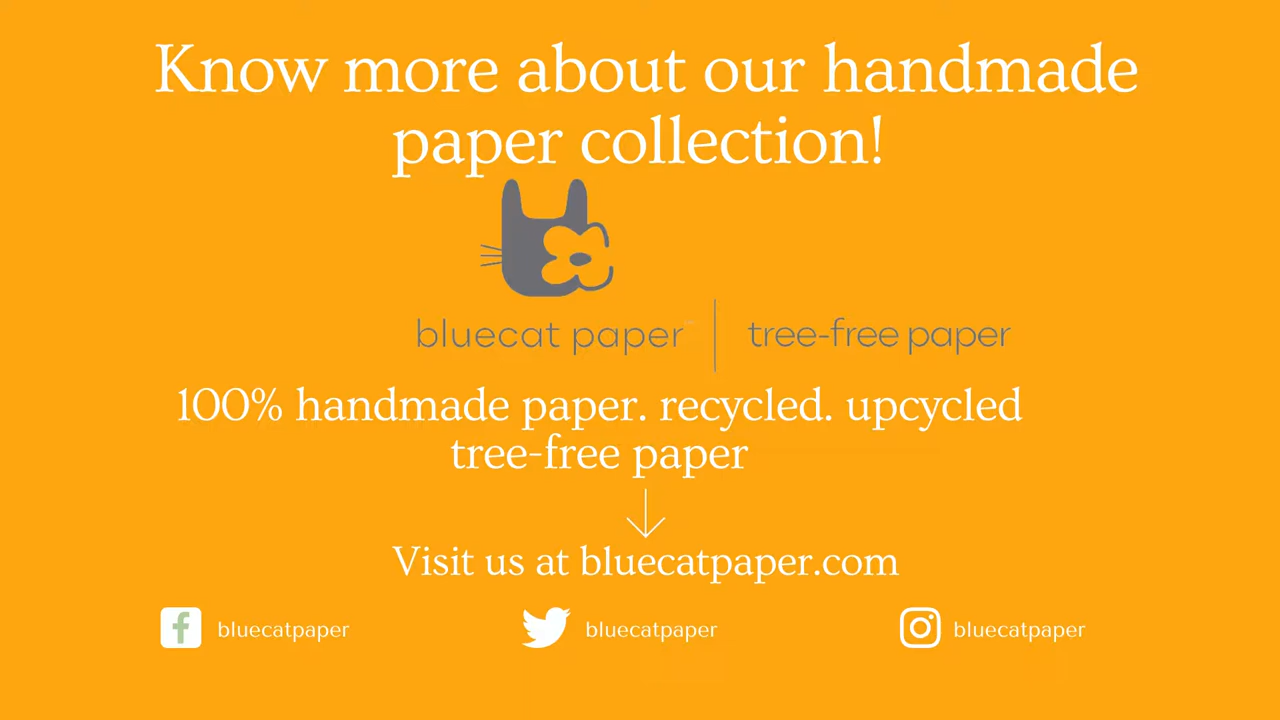 Know more about our handmade
paper collection!
bluecat paper | tree-free paper
100% handmade paper. recycled. upcycled
tree-free paper
Visit us at bluecatpaper.com
bluecatpaper bluecatpaper bluecatpaper